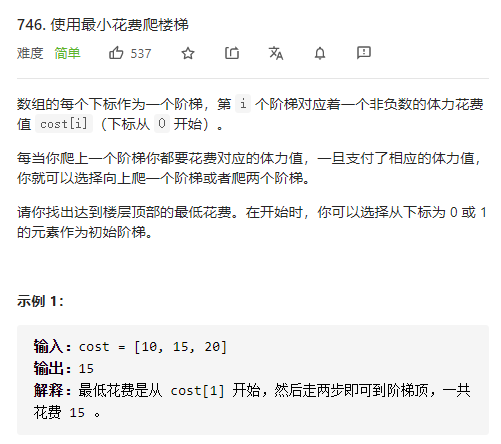 746. 使用最小花费爬楼梯
难度 简单 537
数组的每个下标作为一个阶梯，第 i 个阶梯对应着一个非负数的体力花费
值 cost[i]（下标从 0 开始）。
每当你爬上一个阶梯你都要花费对应的体力值，一旦支付了相应的体力值，
你就可以选择向上爬一个阶梯或者爬两个阶梯。
请你找出达到楼层顶部的最低花费。在开始时，你可以选择从下标为 0 或 1
的元素作为初始阶梯。
示例 1：
输入：cost = [10, 15, 20]
输出：15
解释：最低花费是从 cost[1] 开始，然后走两步即可到阶梯顶，一共
花费 15 。